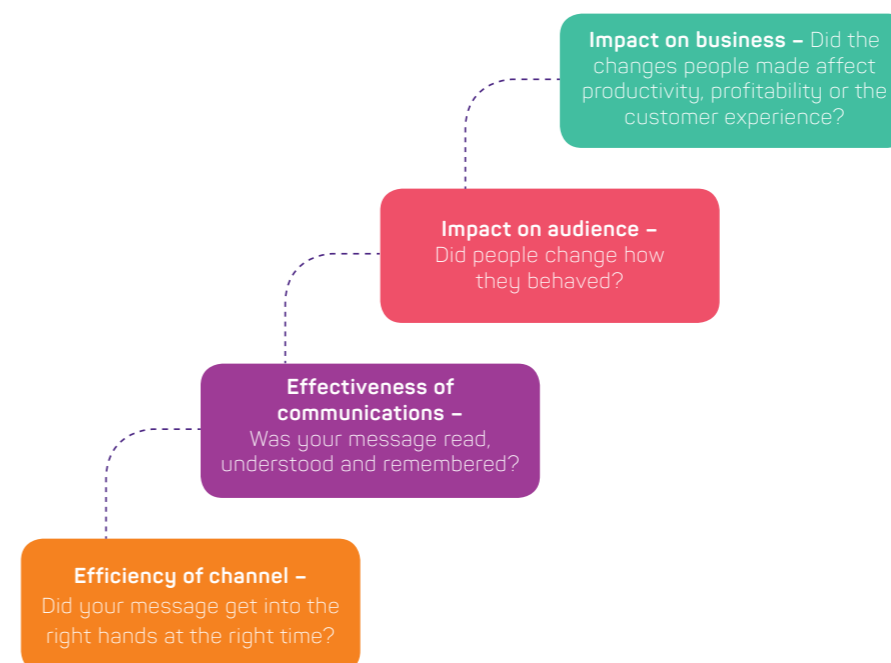 Impact on business – Did the
changes people made affect
productivity, profitability or the
customer experience?
Impact on audience –
Did people change how
they behaved?
Effectiveness of
communications –
Was your message read,
understood and remembered?
Efficiency of channel –
Did your message get into the
right hands at the right time?